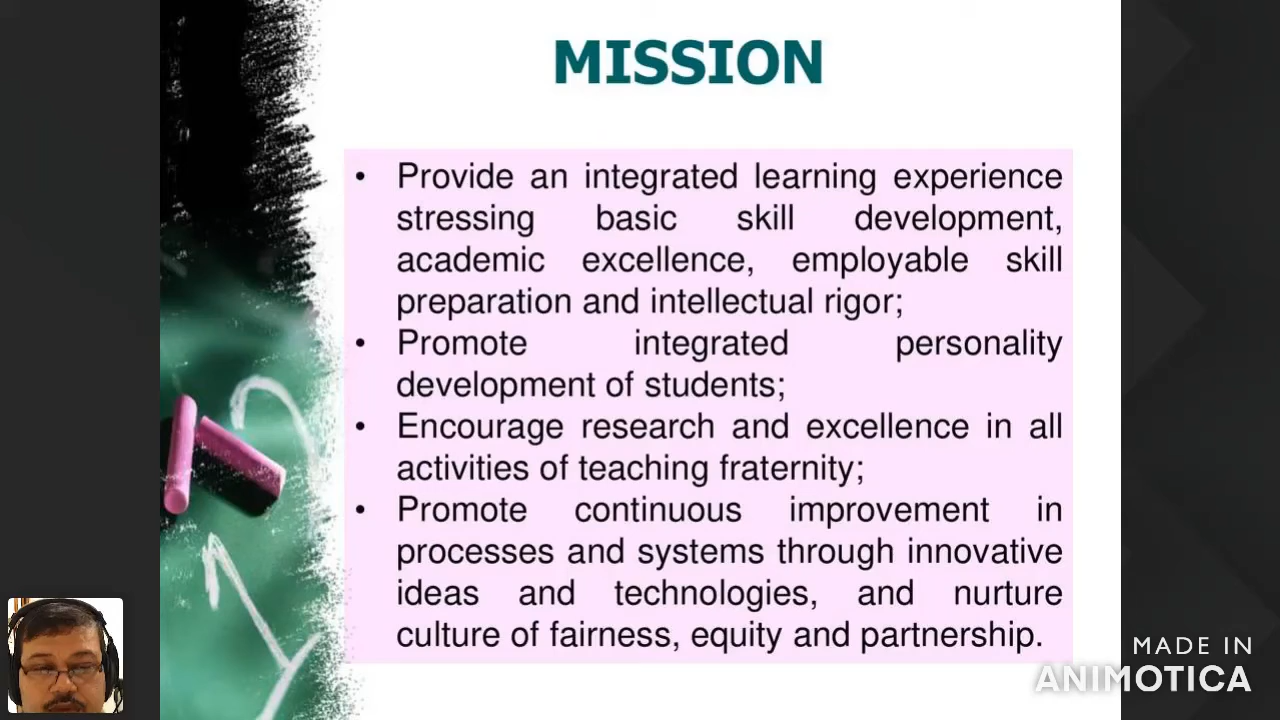 MISSION
• Provide an integrated learning experience
stressing basic skill development,
academic excellence, employable skill
preparation and intellectual rigor;
• Promote integrated personality
development of students;
• Encourage research and excellence in all
activities of teaching fraternity;
• Promote continuous improvement in
processes and systems through innovative
ideas and technologies, and nurture
culture of fairness, equity and partnership.
MADE IN
ANIMOTICA